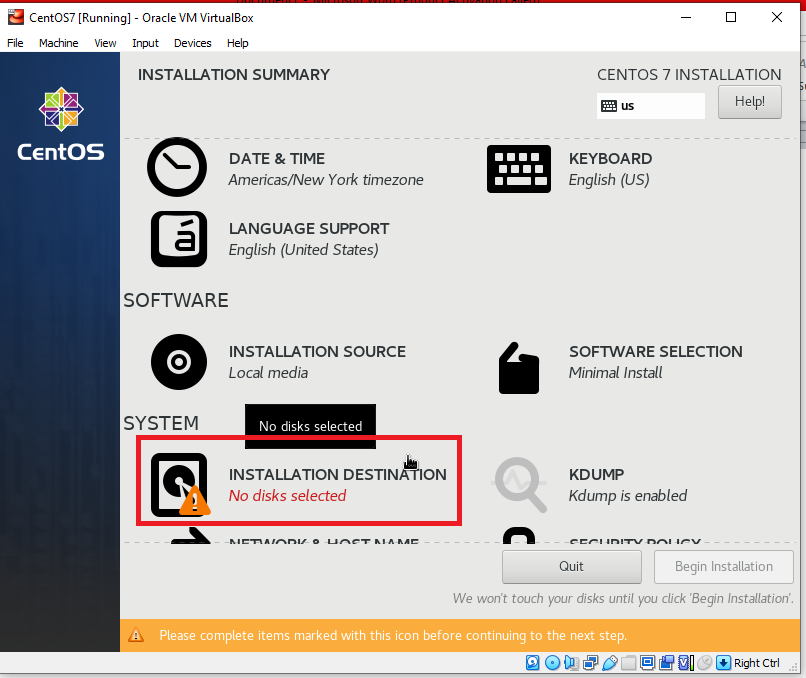 CentOS7 [Running] - Oracle VM VirtualBox
File Machine View Input Devices Help
INSTALLATION SUMMARY
CENTOS 7 INSTALLATION
us
Help!
CentOS
DATE & TIME
Americas/New York timezone
KEYBOARD
English (US)
LANGUAGE SUPPORT
English (United States)
SOFTWARE
INSTALLATION SOURCE
Local media
SOFTWARE SELECTION
Minimal Install
SYSTEM
No disks selected
INSTALLATION DESTINATION
No disks selected
KDUMP
Kdump is enabled
NETWORK & HOST NAME
SECURITY POLICY
Quit
Begin Installation
We won't touch your disks until you click 'Begin Installation'.
Please complete items marked with this icon before continuing to the next step.
Right Ctrl